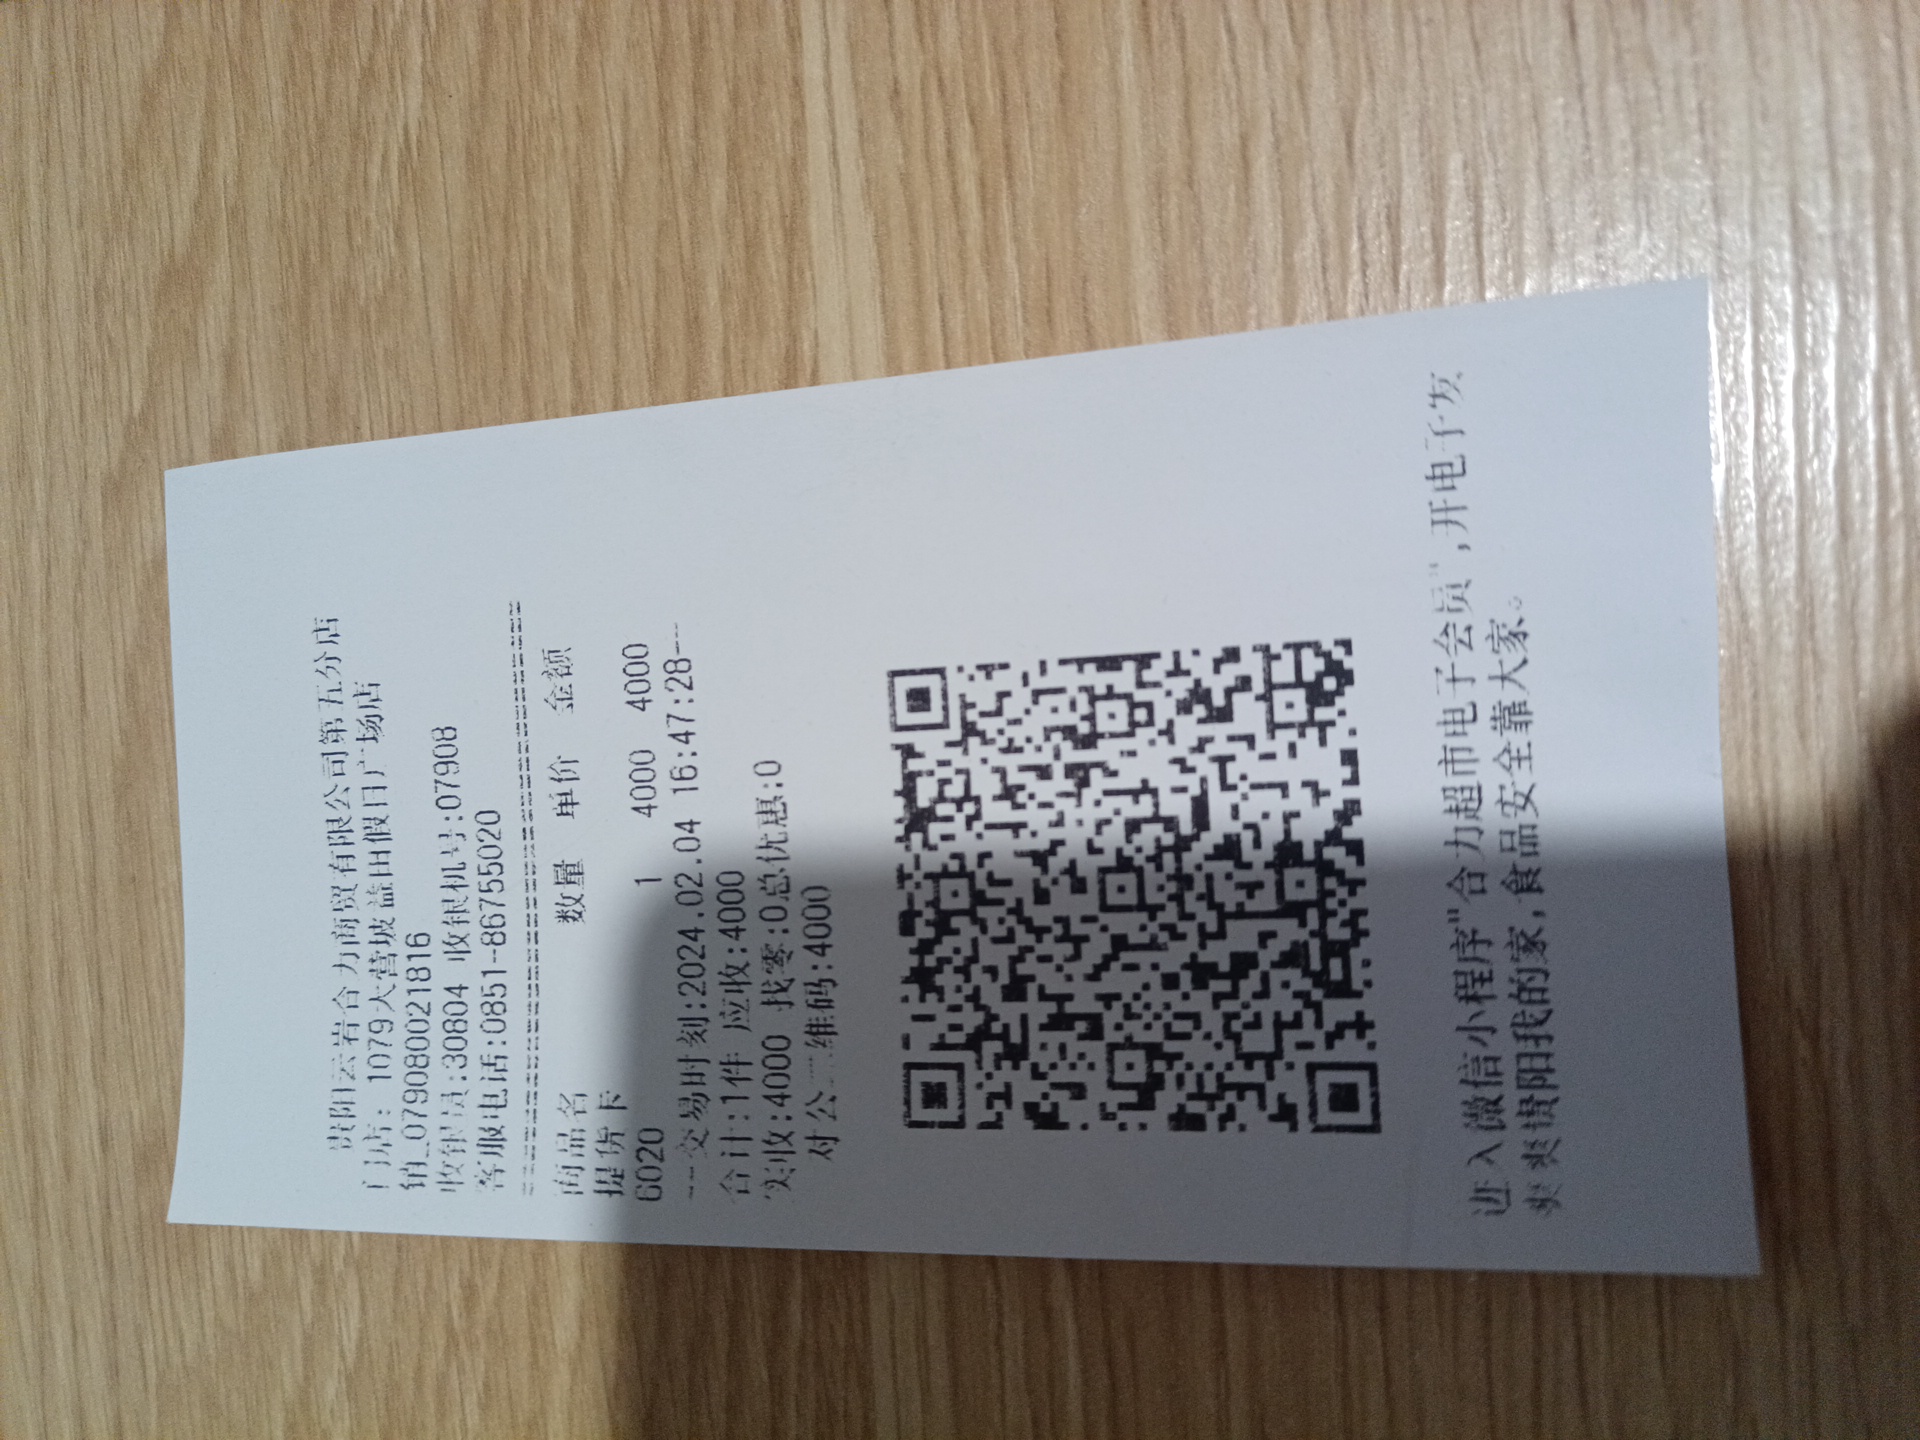 贵阳云岩合力商贸有限公司第五分店
门店: 1079大营坡益田假日广场店
销_0790800021816
收银员:30804 收银机号:07908
客服电话:0851-86755020
商品名 数量 单价 金额
提货卡
6020 1 4000 4000
---交易时刻:2024.02.04 16:47:28---
合计:1件 应收:4000
实收:4000 找零:0总优惠:0
对公二维码:4000
进入微信小程序"合力超市电子会员",开电子发
爽爽贵阳我的家,食品安全靠大家。